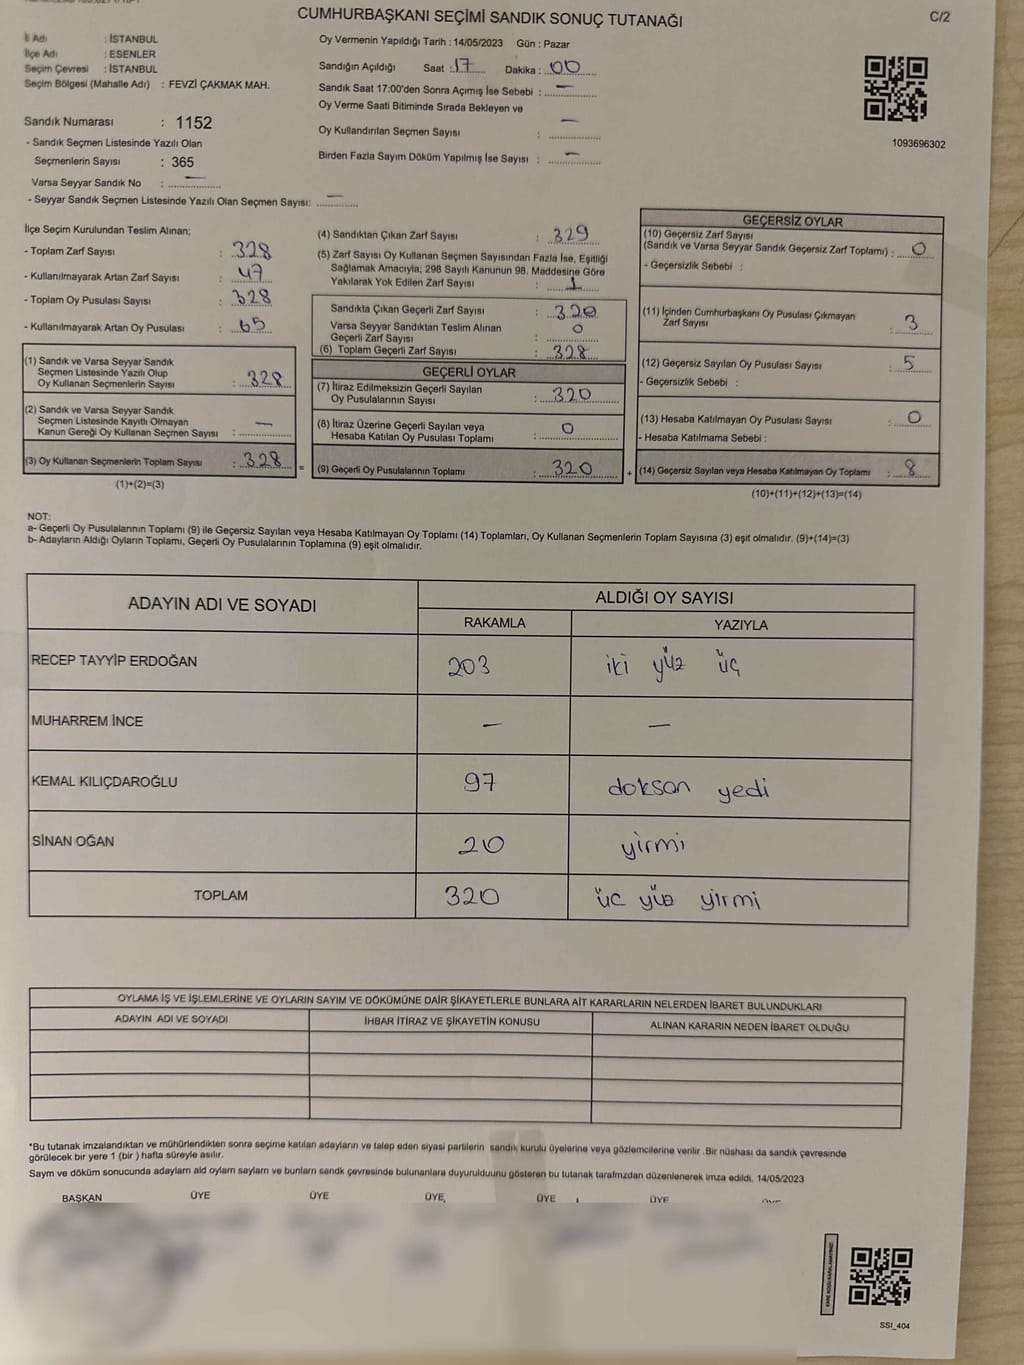 CUMHURBAŞKANI SEÇİMİ SANDIK SONUÇ TUTANAĞI
C/2
İl Adı : İSTANBUL
İlçe Adı : ESENLER
Seçim Çevresi : İSTANBUL
Seçim Bölgesi (Mahalle Adı) : FEVZİ ÇAKMAK MAH.
Sandık Numarası : 1152
- Sandık Seçmen Listesinde Yazılı Olan
Seçmenlerin Sayısı : 365
Varsa Seyyar Sandık No : —
- Seyyar Sandık Seçmen Listesinde Yazılı Olan Seçmen Sayısı: —
Oy Vermenin Yapıldığı Tarih : 14/05/2023 Gün : Pazar
Sandığın Açıldığı Saat : 17 Dakika : 00
Sandık Saat 17:00'den Sonra Açımış İse Sebebi : —
Oy Verme Saati Bitiminde Sırada Bekleyen ve
Oy Kullandırılan Seçmen Sayısı : —
Birden Fazla Sayım Döküm Yapılmış İse Sayısı : —
1093696302
İlçe Seçim Kurulundan Teslim Alınan;
- Toplam Zarf Sayısı : 328
- Kullanılmayarak Artan Zarf Sayısı : 47
- Toplam Oy Pusulası Sayısı : 328
- Kullanılmayarak Artan Oy Pusulası : 65
(1) Sandık ve Varsa Seyyar Sandık
Seçmen Listesinde Yazılı Olup
Oy Kullanan Seçmenlerin Sayısı : 328
(2) Sandık ve Varsa Seyyar Sandık
Seçmen Listesinde Kayıtlı Olmayan
Kanun Gereği Oy Kullanan Seçmen Sayısı : —
(3) Oy Kullanan Seçmenlerin Toplam Sayısı : 328 =
(1)+(2)=(3)
(4) Sandıktan Çıkan Zarf Sayısı : 329
(5) Zarf Sayısı Oy Kullanan Seçmen Sayısından Fazla İse, Eşitliği
Sağlamak Amacıyla; 298 Sayılı Kanunun 98. Maddesine Göre
Yakılarak Yok Edilen Zarf Sayısı : 1
Sandıkta Çıkan Geçerli Zarf Sayısı : 320
Varsa Seyyar Sandıktan Teslim Alınan
Geçerli Zarf Sayısı : 0
(6) Toplam Geçerli Zarf Sayısı : 328
GEÇERLİ OYLAR
(7) İtiraz Edilmeksizin Geçerli Sayılan
Oy Pusulalarının Sayısı : 320
(8) İtiraz Üzerine Geçerli Sayılan veya
Hesaba Katılan Oy Pusulası Toplamı : 0
(9) Geçerli Oy Pusulalarının Toplamı : 320 +
GEÇERSİZ OYLAR
(10) Geçersiz Zarf Sayısı
(Sandık ve Varsa Seyyar Sandık Geçersiz Zarf Toplamı) : 0
- Geçersizlik Sebebi :
(11) İçinden Cumhurbaşkanı Oy Pusulası Çıkmayan
Zarf Sayısı : 3
(12) Geçersiz Sayılan Oy Pusulası Sayısı : 5
- Geçersizlik Sebebi :
(13) Hesaba Katılmayan Oy Pusulası Sayısı : 0
- Hesaba Katılmama Sebebi :
(14) Geçersiz Sayılan veya Hesaba Katılmayan Oy Toplamı : 8
(10)+(11)+(12)+(13)=(14)
NOT:
a- Geçerli Oy Pusulalarının Toplamı (9) ile Geçersiz Sayılan veya Hesaba Katılmayan Oy Toplamı (14) Toplamları, Oy Kullanan Seçmenlerin Toplam Sayısına (3) eşit olmalıdır. (9)+(14)=(3)
b- Adayların Aldığı Oyların Toplamı, Geçerli Oy Pusulalarının Toplamına (9) eşit olmalıdır.
ADAYIN ADI VE SOYADI
ALDIĞI OY SAYISI
RAKAMLA YAZIYLA
RECEP TAYYİP ERDOĞAN 203 iki yüz üç
MUHARREM İNCE — —
KEMAL KILIÇDAROĞLU 97 doksan yedi
SİNAN OĞAN 20 yirmi
TOPLAM 320 üc yüz yirmi
OYLAMA İŞ VE İŞLEMLERİNE VE OYLARIN SAYIM VE DÖKÜMÜNE DAİR ŞİKAYETLERLE BUNLARA AİT KARARLARIN NELERDEN İBARET BULUNDUKLARI
ADAYIN ADI VE SOYADI İHBAR İTİRAZ VE ŞİKAYETİN KONUSU ALINAN KARARIN NEDEN İBARET OLDUĞU
*Bu tutanak imzalandıktan ve mühürlendikten sonra seçime katılan adayların ve talep eden siyasi partilerin sandık kurulu üyelerine veya gözlemcilerine verilir .Bir nüshası da sandık çevresinde
görülecek bir yere 1 (bir ) hafta süreyle asılır.
Sayım ve döküm sonucunda adayların ald oyların sayların ve bunların sandk çevresinde bulunanlara duyurulduunu gösteren bu tutanak tarafmzdan düzenlenerek imza edildi. 14/05/2023
BAŞKAN ÜYE ÜYE ÜYE ÜYE ÜYE
SSI_404